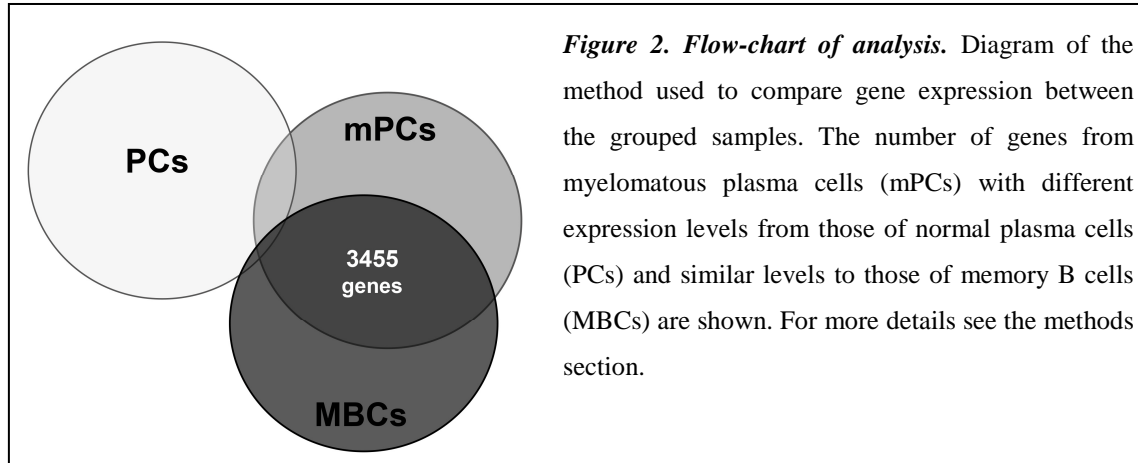 PCs
mPCs
3455
genes
MBCs
Figure 2. Flow-chart of analysis. Diagram of the
method used to compare gene expression between
the grouped samples. The number of genes from
myelomatous plasma cells (mPCs) with different
expression levels from those of normal plasma cells
(PCs) and similar levels to those of memory B cells
(MBCs) are shown. For more details see the methods
section.